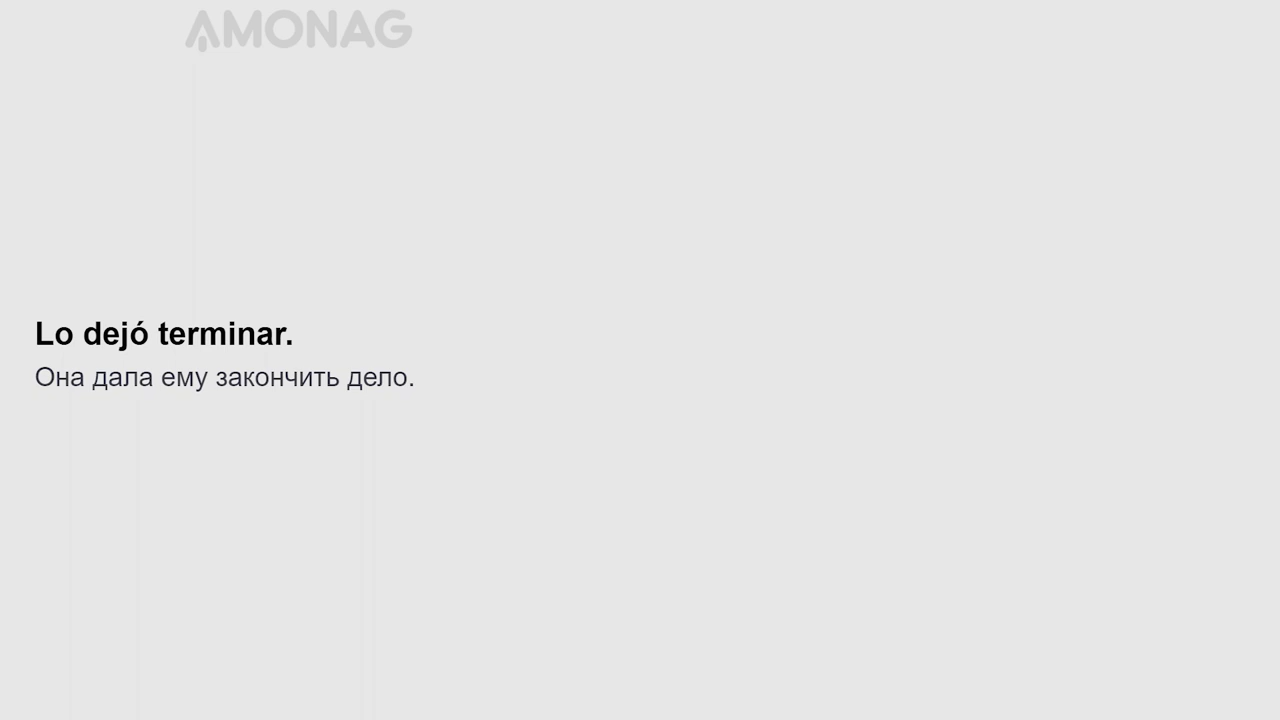 AMONAG
Lo dejó terminar.
Она дала ему закончить дело.